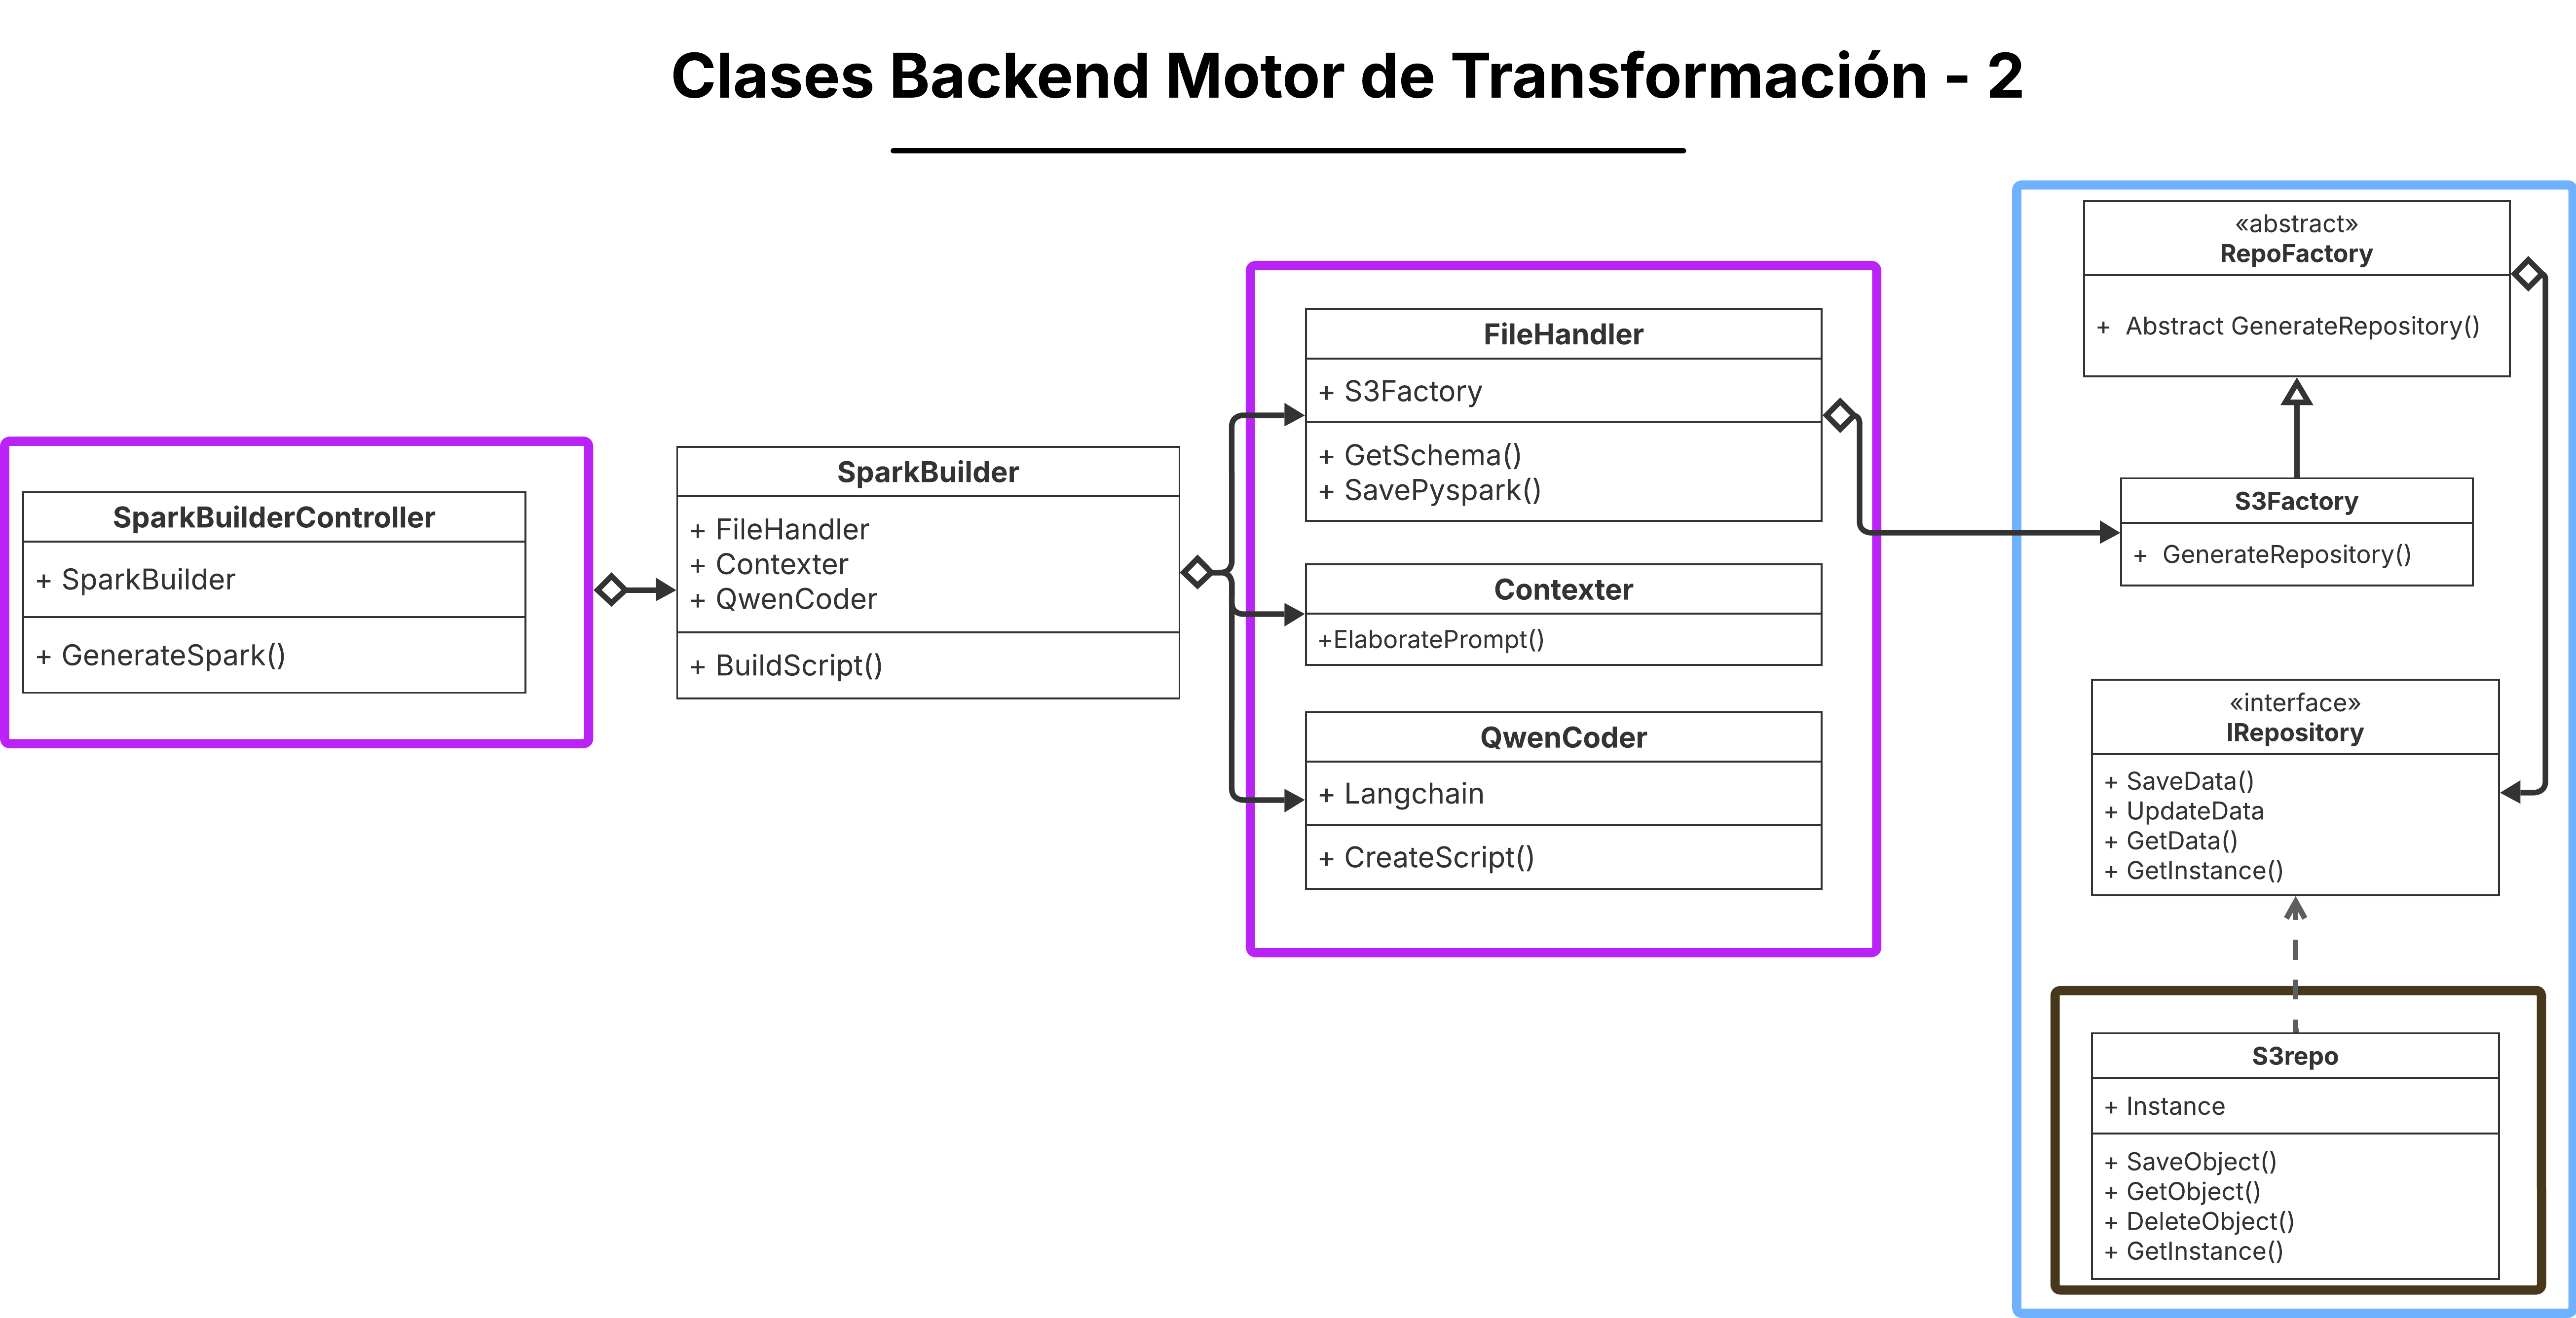 Clases Backend Motor de Transformación - 2
SparkBuilderController
+ SparkBuilder
+ GenerateSpark()
SparkBuilder
+ FileHandler
+ Contexter
+ QwenCoder
+ BuildScript()
FileHandler
+ S3Factory
+ GetSchema()
+ SavePyspark()
Contexter
+ElaboratePrompt()
QwenCoder
+ Langchain
+ CreateScript()
«abstract»
RepoFactory
+ Abstract GenerateRepository()
S3Factory
+ GenerateRepository()
«interface»
IRepository
+ SaveData()
+ UpdateData
+ GetData()
+ GetInstance()
S3repo
+ Instance
+ SaveObject()
+ GetObject()
+ DeleteObject()
+ GetInstance()